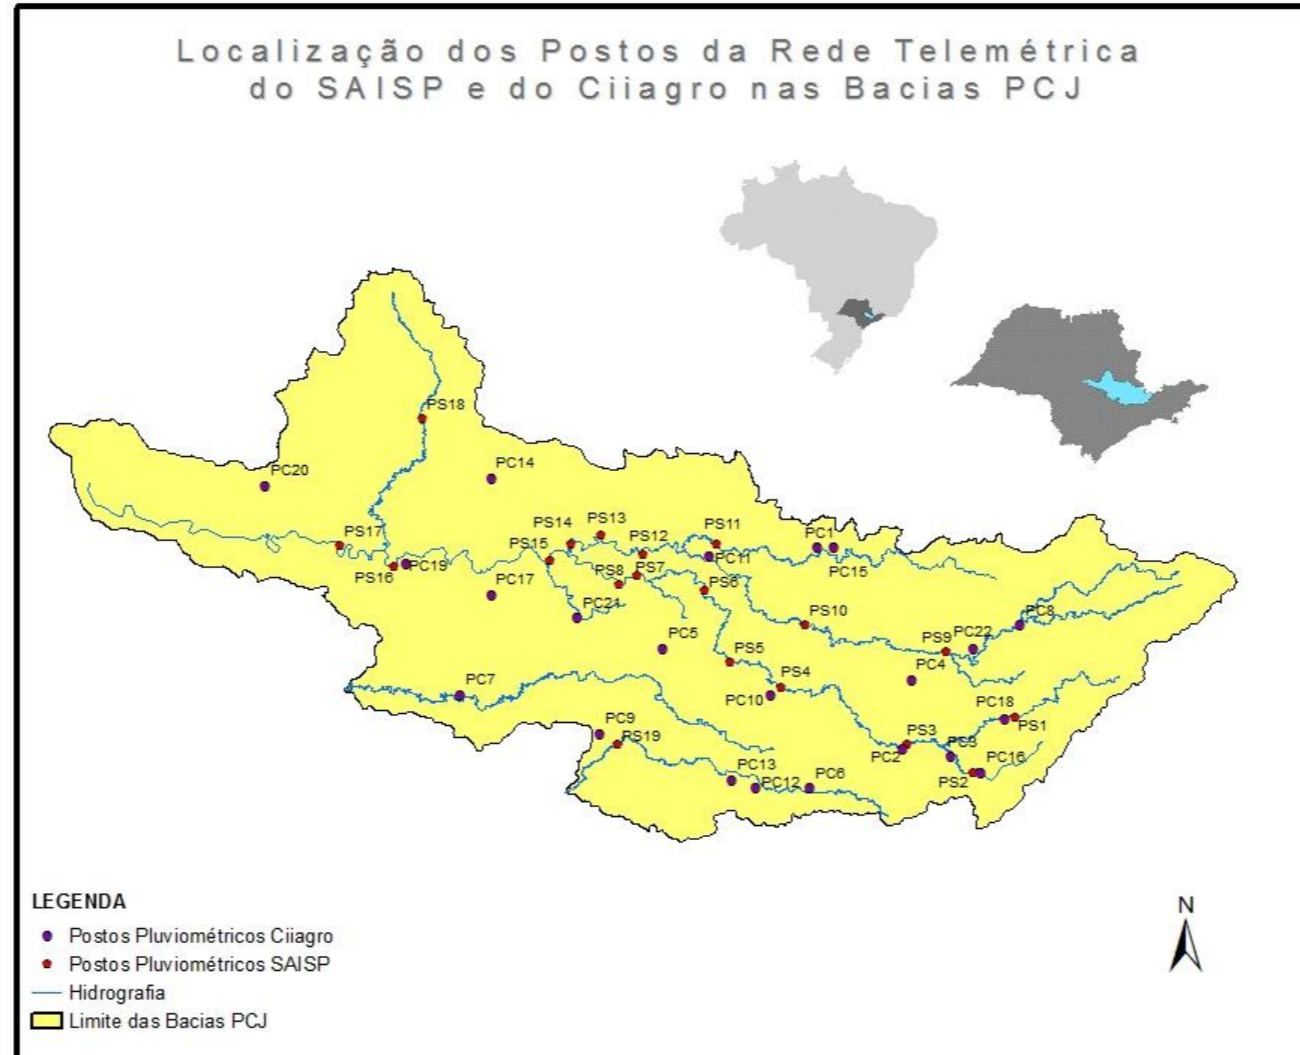 Localização dos Postos da Rede Telemétrica
do SAISP e do Ciiagro nas Bacias PCJ
PS18
PC20
PC14
PS17
PS14
PS13
PS11
PC1
PS12
PS15
PC11
PC15
PS16
PC19
PS8
PS7
PC17
PS6
PC21
PS10
PC8
PC5
PS9
PC22
PS5
PC4
PS4
PC7
PC10
PC18
PS1
PC9
PS19
PS3
PC2
PC3
PC13
PC12
PC6
PS2
PC16
LEGENDA
Postos Pluviométricos Ciiagro
Postos Pluviométricos SAISP
Hidrografia
Limite das Bacias PCJ
N